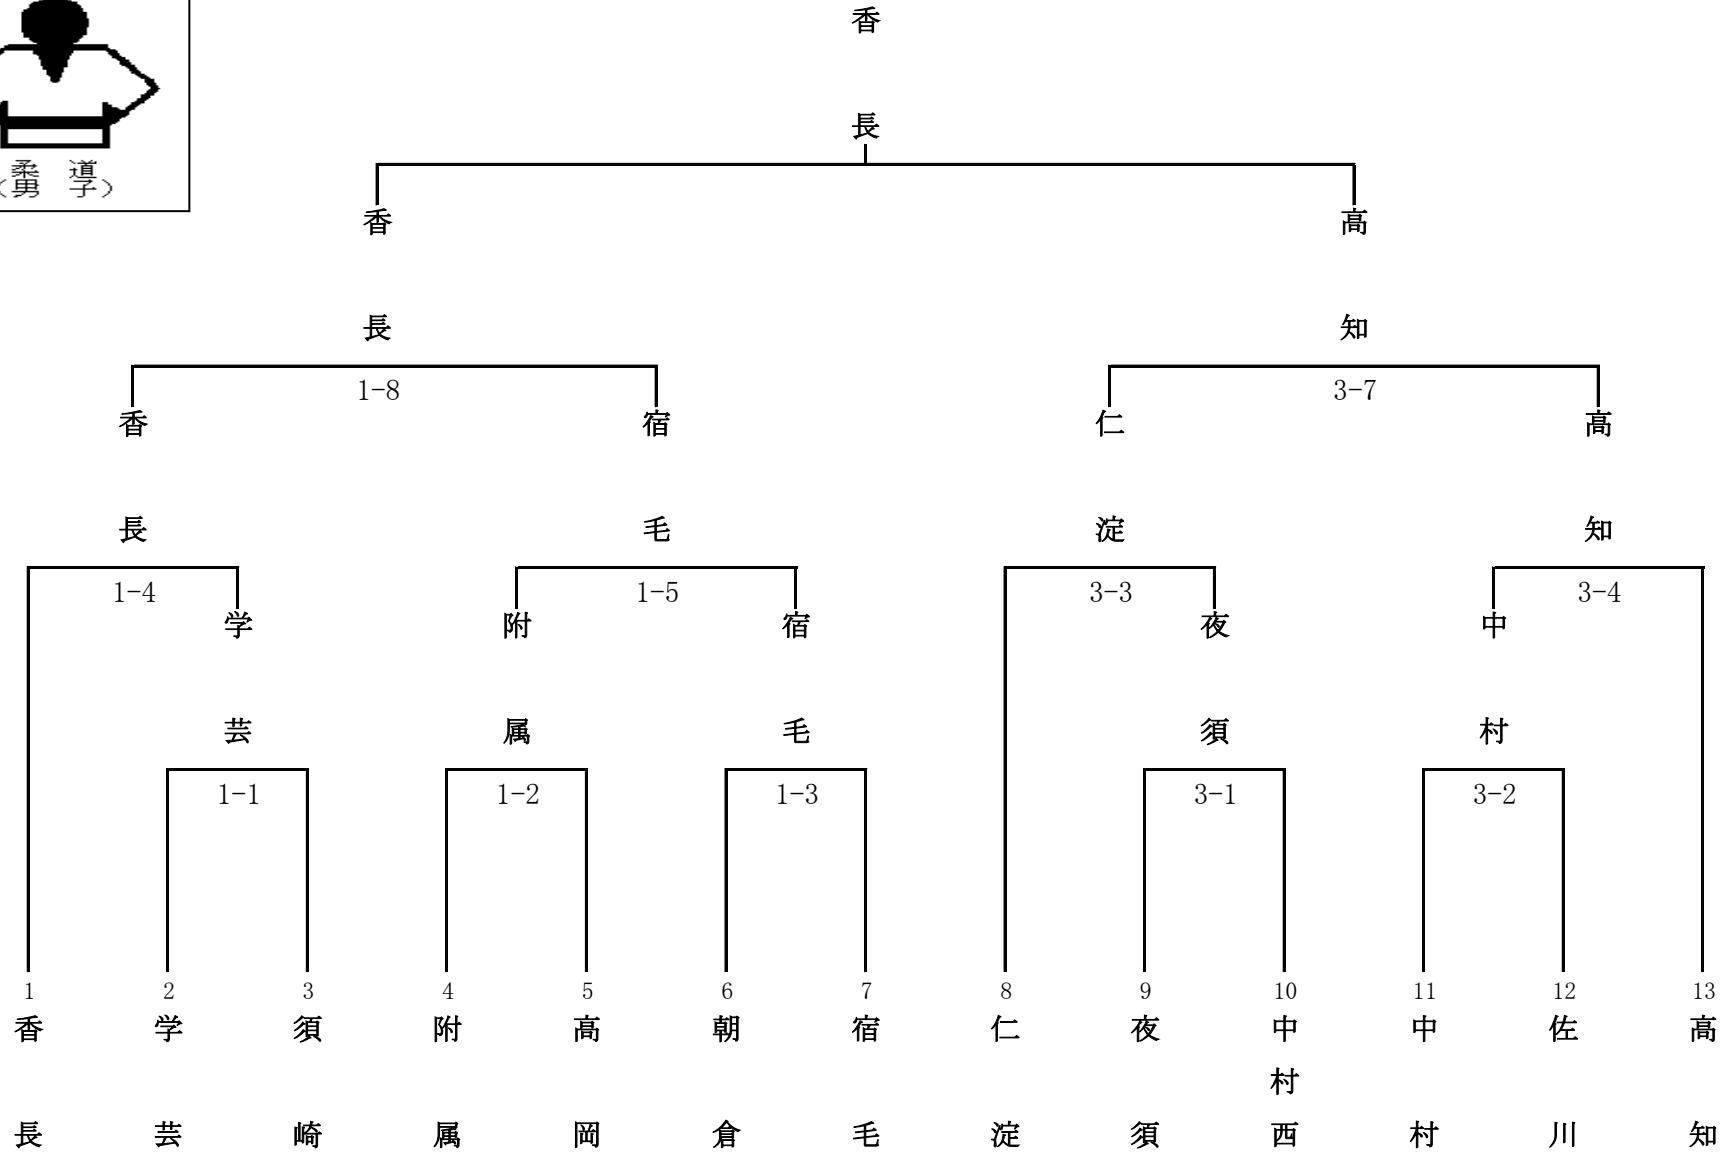 香
長
柔 道
(男 子)
香 高
長 知
1-8 3-7
香 宿 仁 高
長 毛 淀 知
1-4 1-5 3-3 3-4
学 附 宿 夜 中
芸 属 毛 須 村
1-1 1-2 1-3 3-1 3-2
1 2 3 4 5 6 7 8 9 10 11 12 13
香 学 須 附 高 朝 宿 仁 夜 中 中 佐 高
村
長 芸 崎 属 岡 倉 毛 淀 須 西 村 川 知